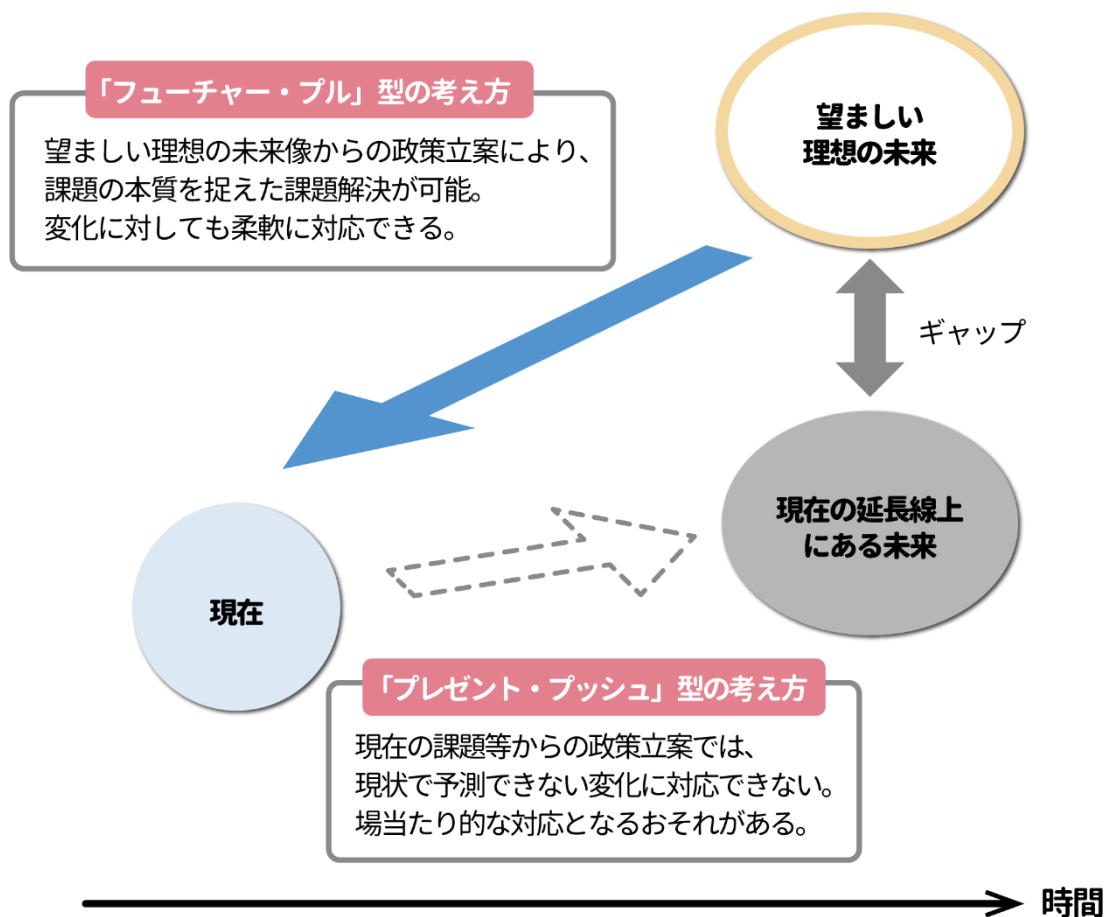 「フューチャー・プル」型の考え方
望ましい理想の未来像からの政策立案により、
課題の本質を捉えた課題解決が可能。
変化に対しても柔軟に対応できる。
望ましい
理想の未来
ギャップ
現在の延長線上
にある未来
現在
「プレゼント・プッシュ」型の考え方
現在の課題等からの政策立案では、
現状で予測できない変化に対応できない。
場当たり的な対応となるおそれがある。
時間